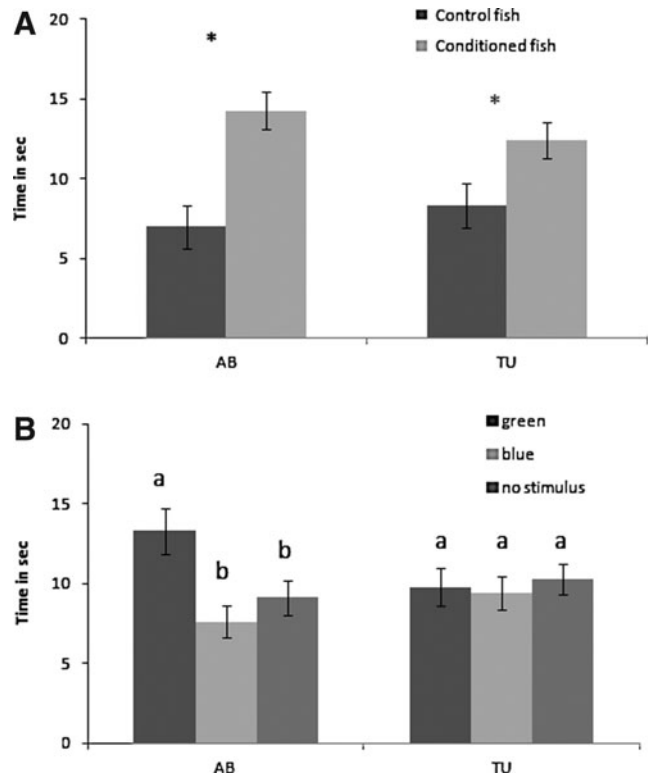 A
20
15
10
5
0
Time in sec
Control fish
Conditioned fish
*
*
AB
TU
B
20
15
10
5
0
Time in sec
green
blue
no stimulus
a
b
b
a
a
a
AB
TU